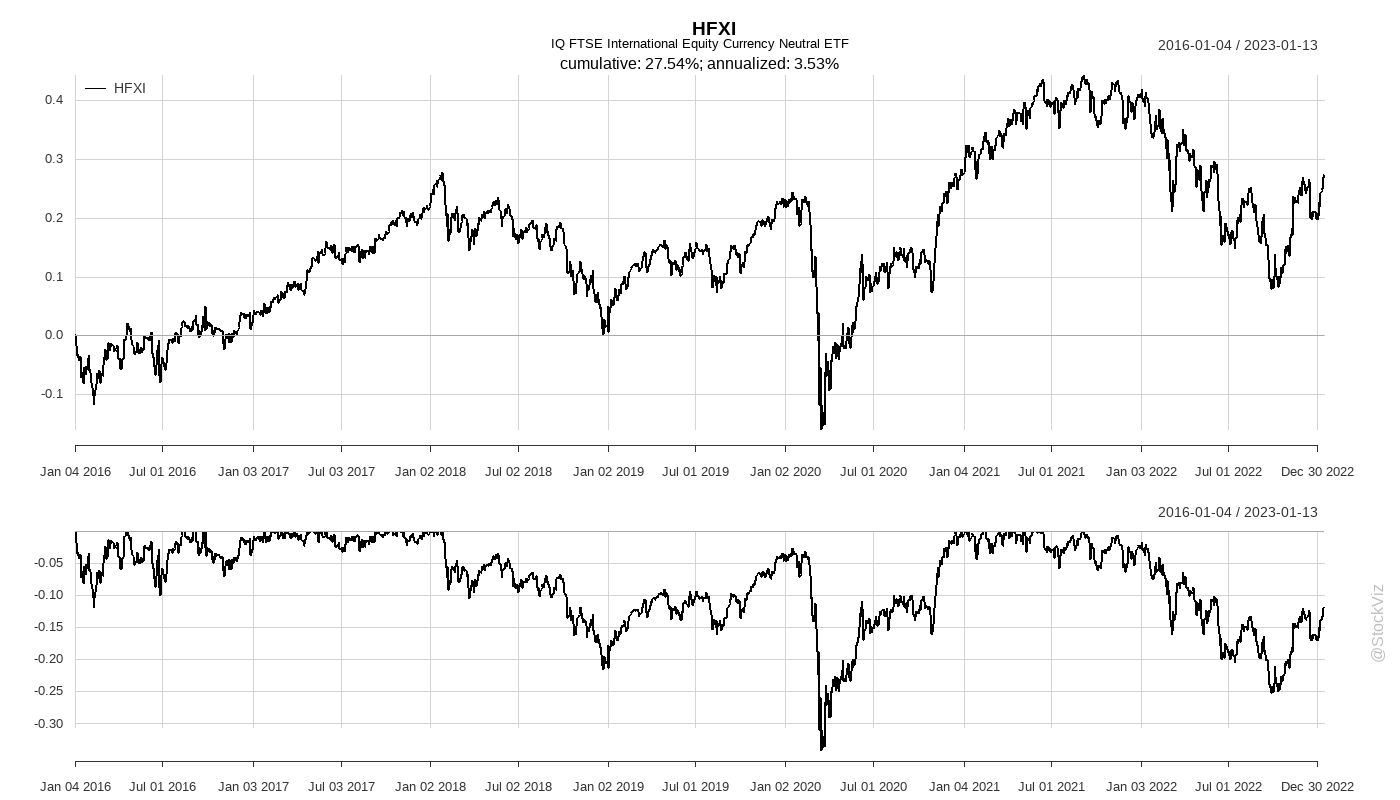 HFXI
IQ FTSE International Equity Currency Neutral ETF
2016-01-04 / 2023-01-13
cumulative: 27.54%; annualized: 3.53%
HFXI
0.4
0.3
0.2
0.1
0.0
-0.1
Jan 04 2016 Jul 01 2016 Jan 03 2017 Jul 03 2017 Jan 02 2018 Jul 02 2018 Jan 02 2019 Jul 01 2019 Jan 02 2020 Jul 01 2020 Jan 04 2021 Jul 01 2021 Jan 03 2022 Jul 01 2022 Dec 30 2022
2016-01-04 / 2023-01-13
-0.05
-0.10
-0.15
-0.20
-0.25
-0.30
@StockViz
Jan 04 2016 Jul 01 2016 Jan 03 2017 Jul 03 2017 Jan 02 2018 Jul 02 2018 Jan 02 2019 Jul 01 2019 Jan 02 2020 Jul 01 2020 Jan 04 2021 Jul 01 2021 Jan 03 2022 Jul 01 2022 Dec 30 2022